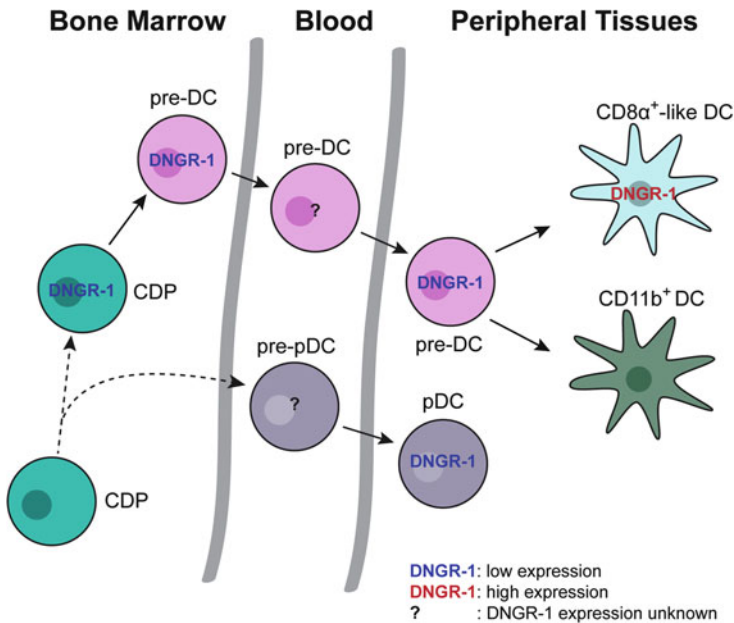 Bone Marrow
Blood
Peripheral Tissues
pre-DC
DNGR-1
pre-DC
?
CD8α⁺-like DC
DNGR-1
DNGR-1
CDP
DNGR-1
pre-DC
CD11b⁺ DC
pre-pDC
?
pDC
DNGR-1
CDP
DNGR-1: low expression
DNGR-1: high expression
? : DNGR-1 expression unknown